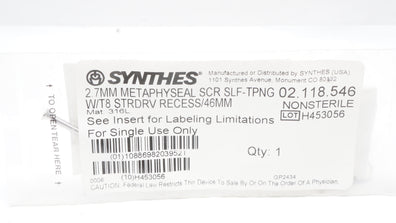 SYNTHES
Manufactured or Distributed by SYNTHES (USA)
1101 Synthes Avenue, Monument CO 80132
2.7MM METAPHYSEAL SCR SLF-TPNG 02.118.546
W/T8 STRDRV RECESS/46MM NONSTERILE
Mat: 316L LOT H453056
See Insert for Labeling Limitations
For Single Use Only
Qty: 1
(10)H453056
GP2434
CAUTION: Federal Law Restricts This Device To Sale By Or On The Order Of A Physician.
TO OPEN TEAR HERE